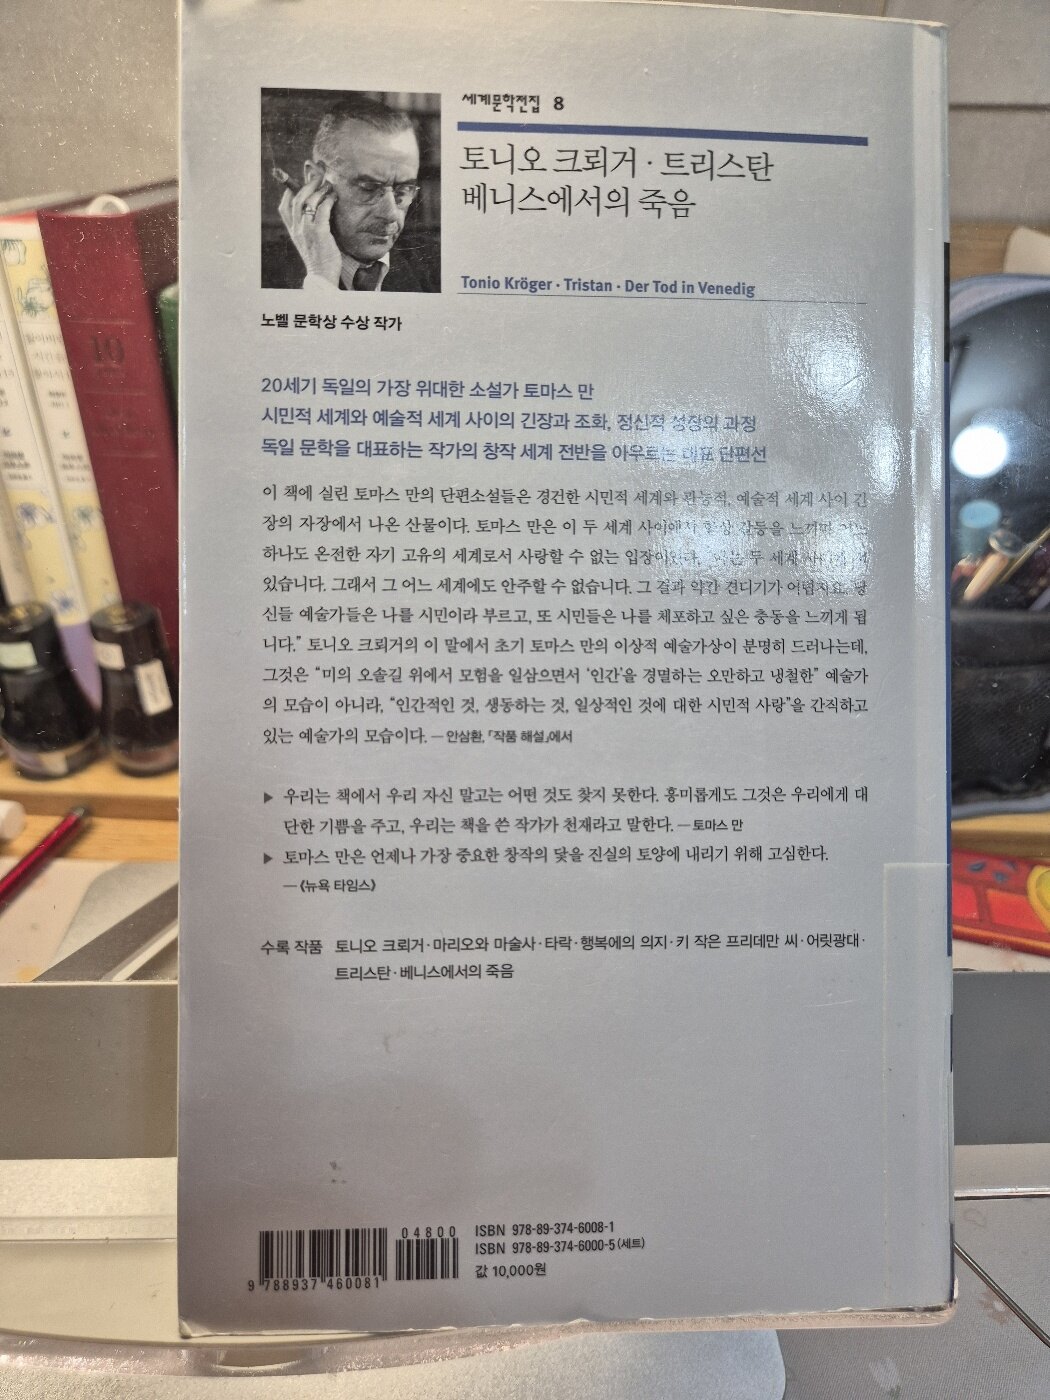 세계문학전집 8
토니오 크뢰거 · 트리스탄
베니스에서의 죽음
Tonio Kröger · Tristan · Der Tod in Venedig
노벨 문학상 수상 작가
20세기 독일의 가장 위대한 소설가 토마스 만
시민적 세계와 예술적 세계 사이의 긴장과 조화, 정신적 성장의 과정
독일 문학을 대표하는 작가의 창작 세계 전반을 아우르는 대표 단편선
이 책에 실린 토마스 만의 단편소설들은 경건한 시민적 세계와 관능적, 예술적 세계 사이 긴
장의 자장에서 나온 산물이다. 토마스 만은 이 두 세계 사이에서 항상 갈등을 느끼며
하나도 온전한 자기 고유의 세계로서 사랑할 수 없는 입장이었다. 두 세계
있습니다. 그래서 그 어느 세계에도 안주할 수 없습니다. 그 결과 약간 견디기가 어렵지요. 당
신들 예술가들은 나를 시민이라 부르고, 또 시민들은 나를 체포하고 싶은 충동을 느끼게 됩
니다.” 토니오 크뢰거의 이 말에서 초기 토마스 만의 이상적 예술가상이 분명히 드러나는데,
그것은 “미의 오솔길 위에서 모험을 일삼으면서 ‘인간’을 경멸하는 오만하고 냉철한” 예술가
의 모습이 아니라, “인간적인 것, 생동하는 것, 일상적인 것에 대한 시민적 사랑”을 간직하고
있는 예술가의 모습이다. — 안삼환, 「작품 해설」에서
▶ 우리는 책에서 우리 자신 말고는 어떤 것도 찾지 못한다. 흥미롭게도 그것은 우리에게 대
단한 기쁨을 주고, 우리는 책을 쓴 작가가 천재라고 말한다. — 토마스 만
▶ 토마스 만은 언제나 가장 중요한 창작의 닻을 진실의 토양에 내리기 위해 고심한다.
— 《뉴욕 타임스》
수록 작품 토니오 크뢰거 · 마리오와 마술사 · 타락 · 행복에의 의지 · 키 작은 프리데만 씨 · 어릿광대 ·
트리스탄 · 베니스에서의 죽음
04800
9 788937 460081
ISBN 978-89-374-6008-1
ISBN 978-89-374-6000-5 (세트)
값 10,000원
10